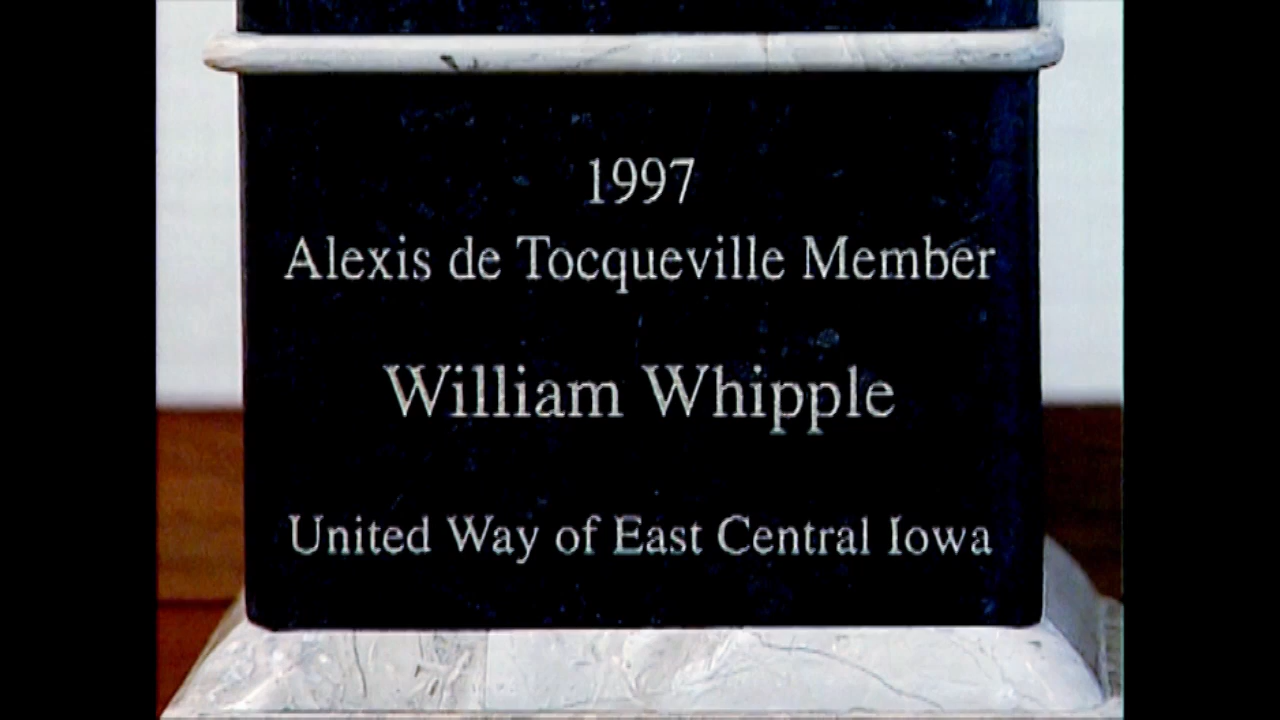 1997
Alexis de Tocqueville Member
William Whipple
United Way of East Central Iowa